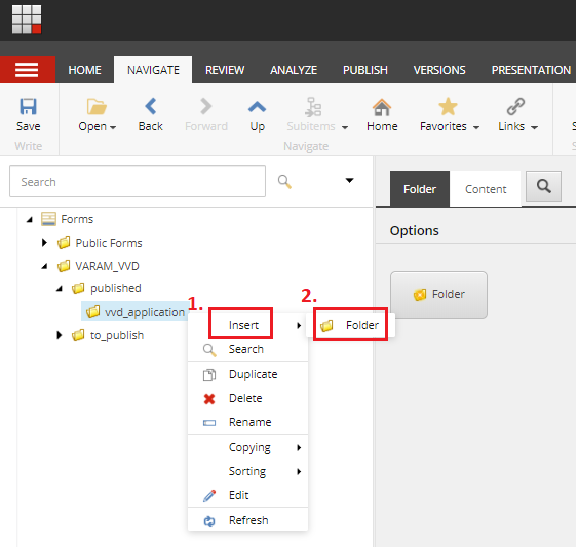 HOME NAVIGATE REVIEW ANALYZE PUBLISH VERSIONS PRESENTATION
Save Open Back Forward Up Subitems Home Favorites Links S
Write Navigate
Search
Folder Content
Forms
Options
Public Forms
VARAM_VVD
published
Folder
vvd_application
1.
2.
Insert
Folder
to_publish
Search
Duplicate
Delete
Rename
Copying
Sorting
Edit
Refresh